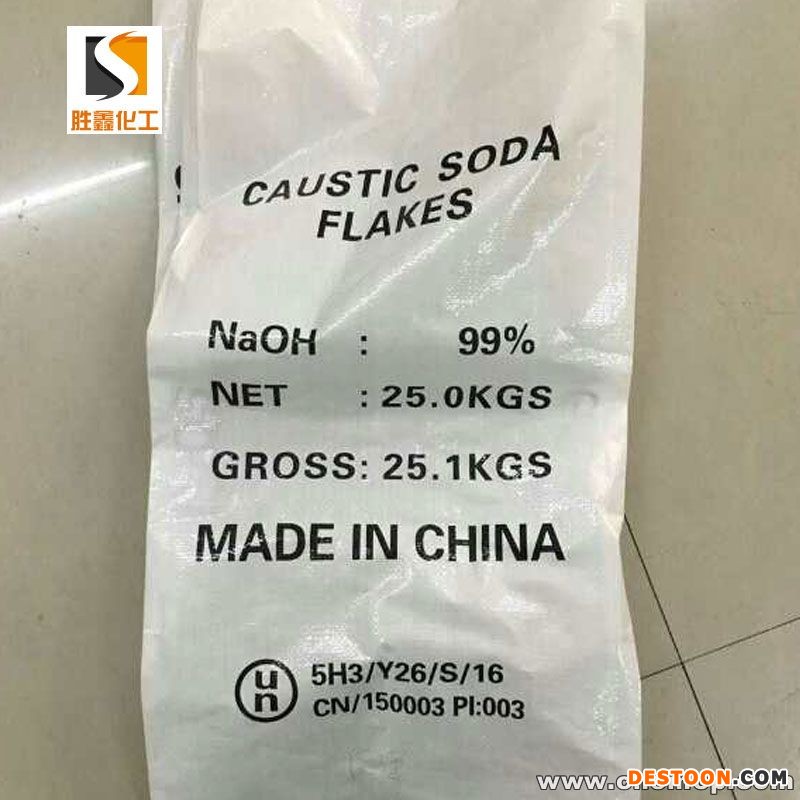 胜鑫化工
CAUSTIC SODA
FLAKES
NaOH : 99%
NET : 25.0KGS
GROSS: 25.1KGS
MADE IN CHINA
un
5H3/Y26/S/16
CN/150003 PI:003
DESTOON.COM